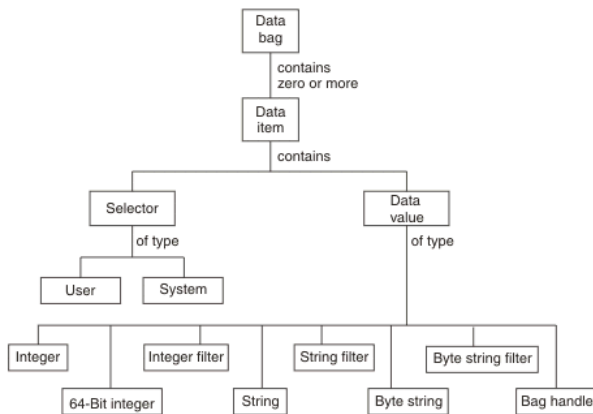 Data
bag
contains
zero or more
Data
item
contains
Selector
Data
value
of type
of type
User
System
Integer
Integer filter
String filter
Byte string filter
64-Bit integer
String
Byte string
Bag handle